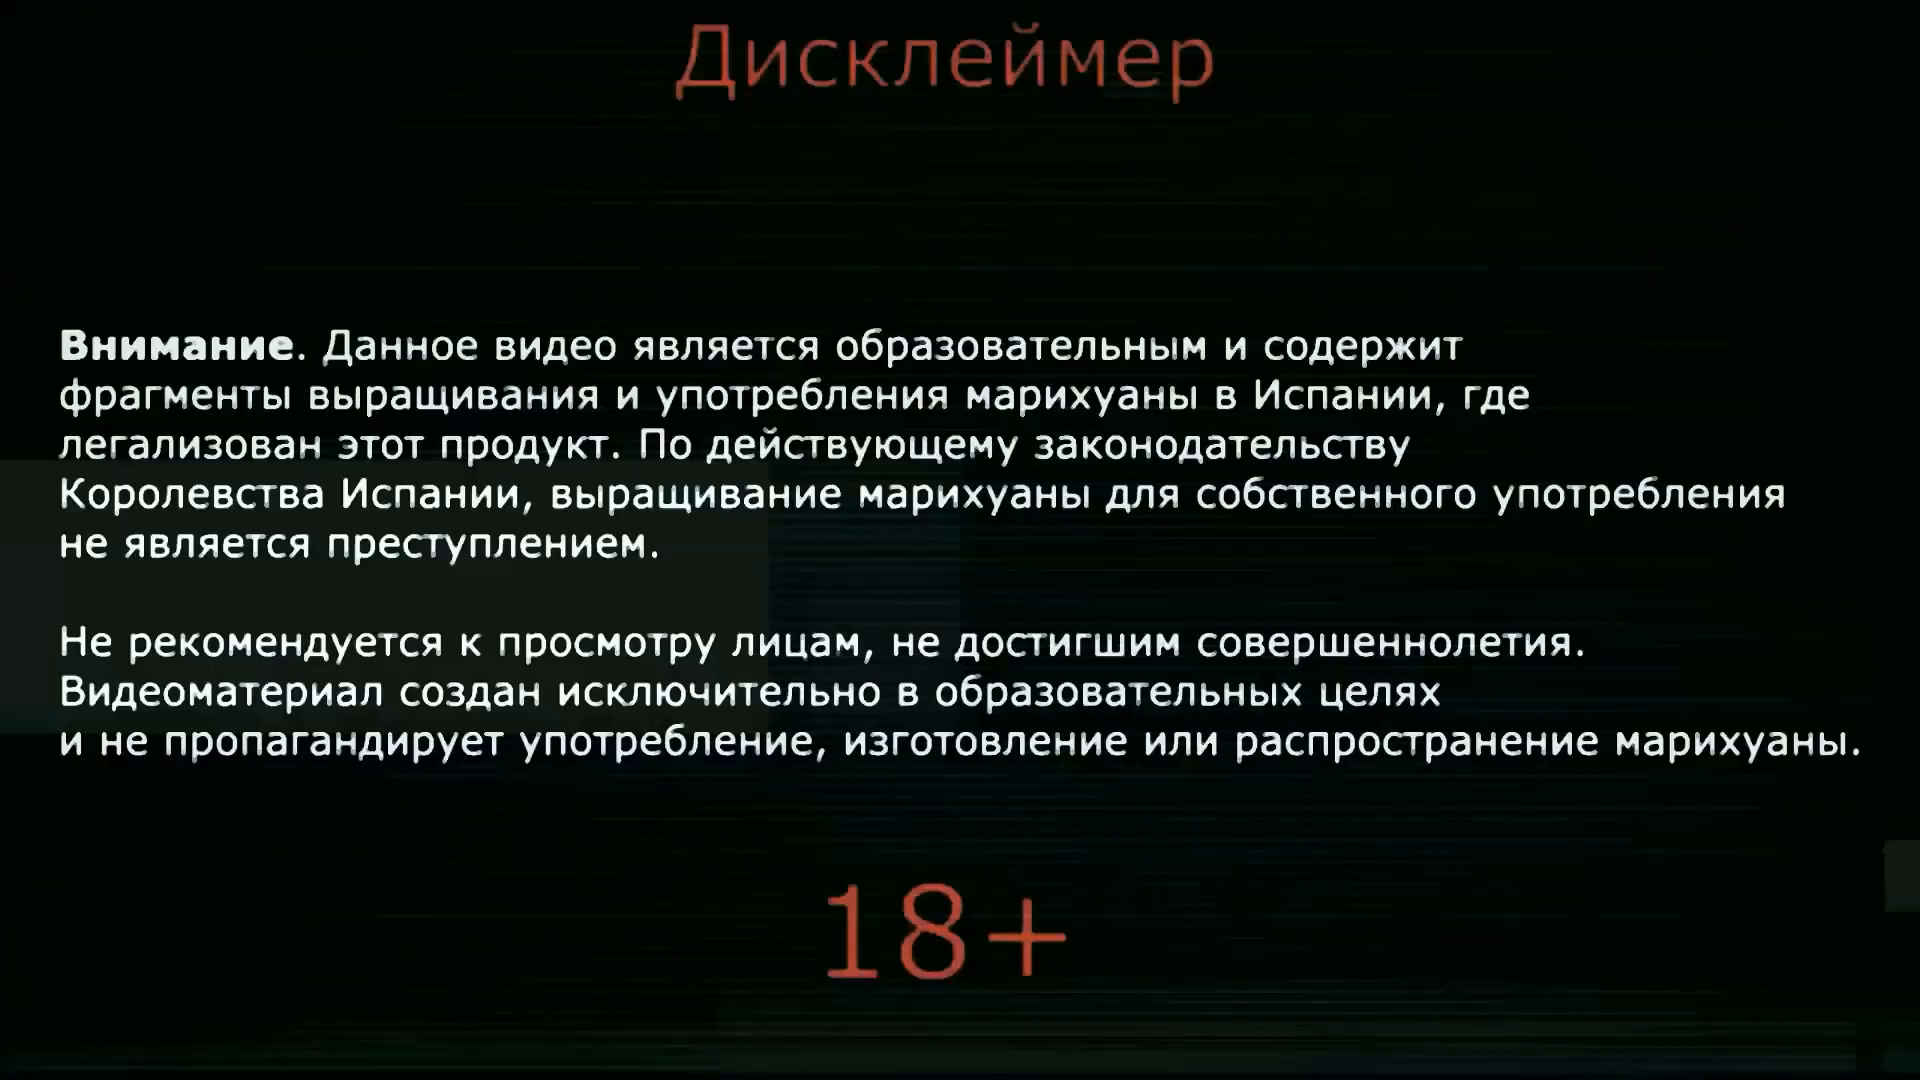 Дисклеймер
Внимание. Данное видео является образовательным и содержит
фрагменты выращивания и употребления марихуаны в Испании, где
легализован этот продукт. По действующему законодательству
Королевства Испании, выращивание марихуаны для собственного употребления
не является преступлением.
Не рекомендуется к просмотру лицам, не достигшим совершеннолетия.
Видеоматериал создан исключительно в образовательных целях
и не пропагандирует употребление, изготовление или распространение марихуаны.
18+